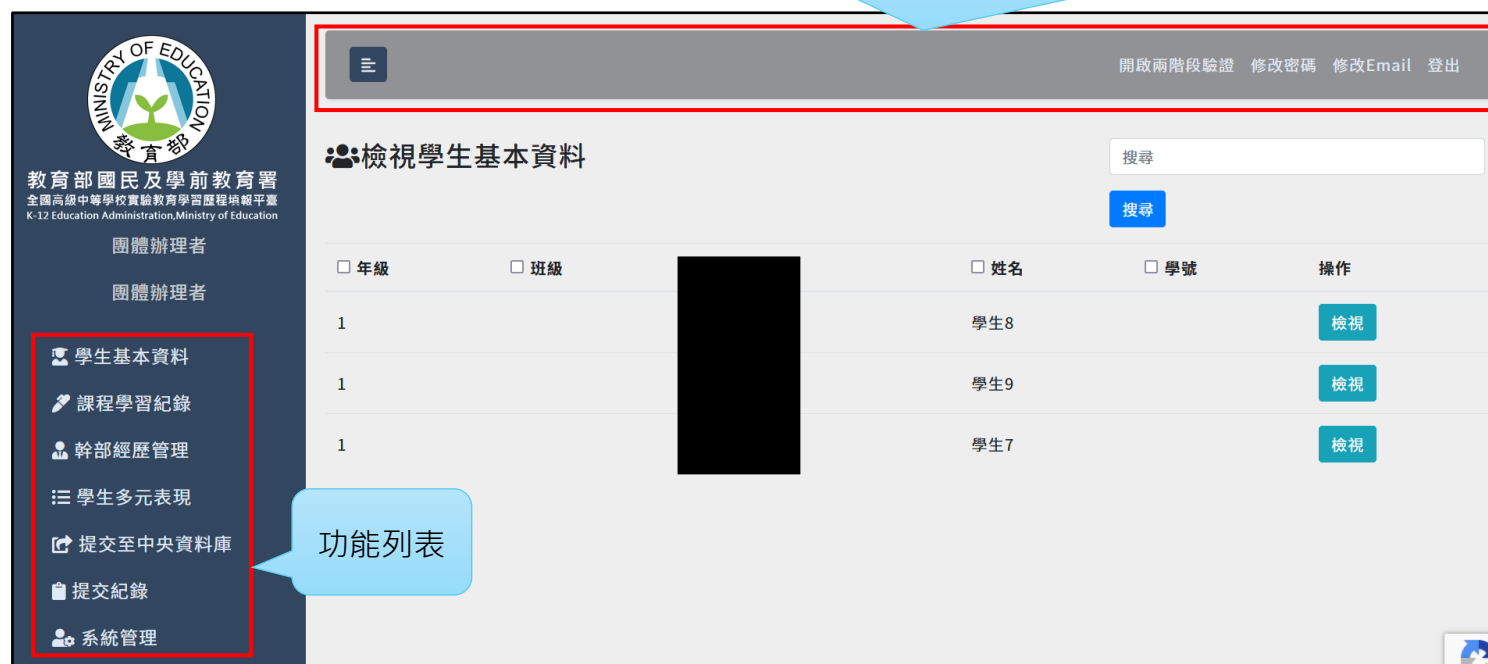 MINISTRY OF EDUCATION
教育部
教育部國民及學前教育署
全國高級中等學校實驗教育學習歷程填報平臺
K-12 Education Administration,Ministry of Education
團體辦理者
團體辦理者
學生基本資料
課程學習紀錄
幹部經歷管理
學生多元表現
提交至中央資料庫
提交紀錄
系統管理
功能列表
開啟兩階段驗證 修改密碼 修改Email 登出
檢視學生基本資料
搜尋
搜尋
年級 班級 姓名 學號 操作
1 學生8 檢視
1 學生9 檢視
1 學生7 檢視